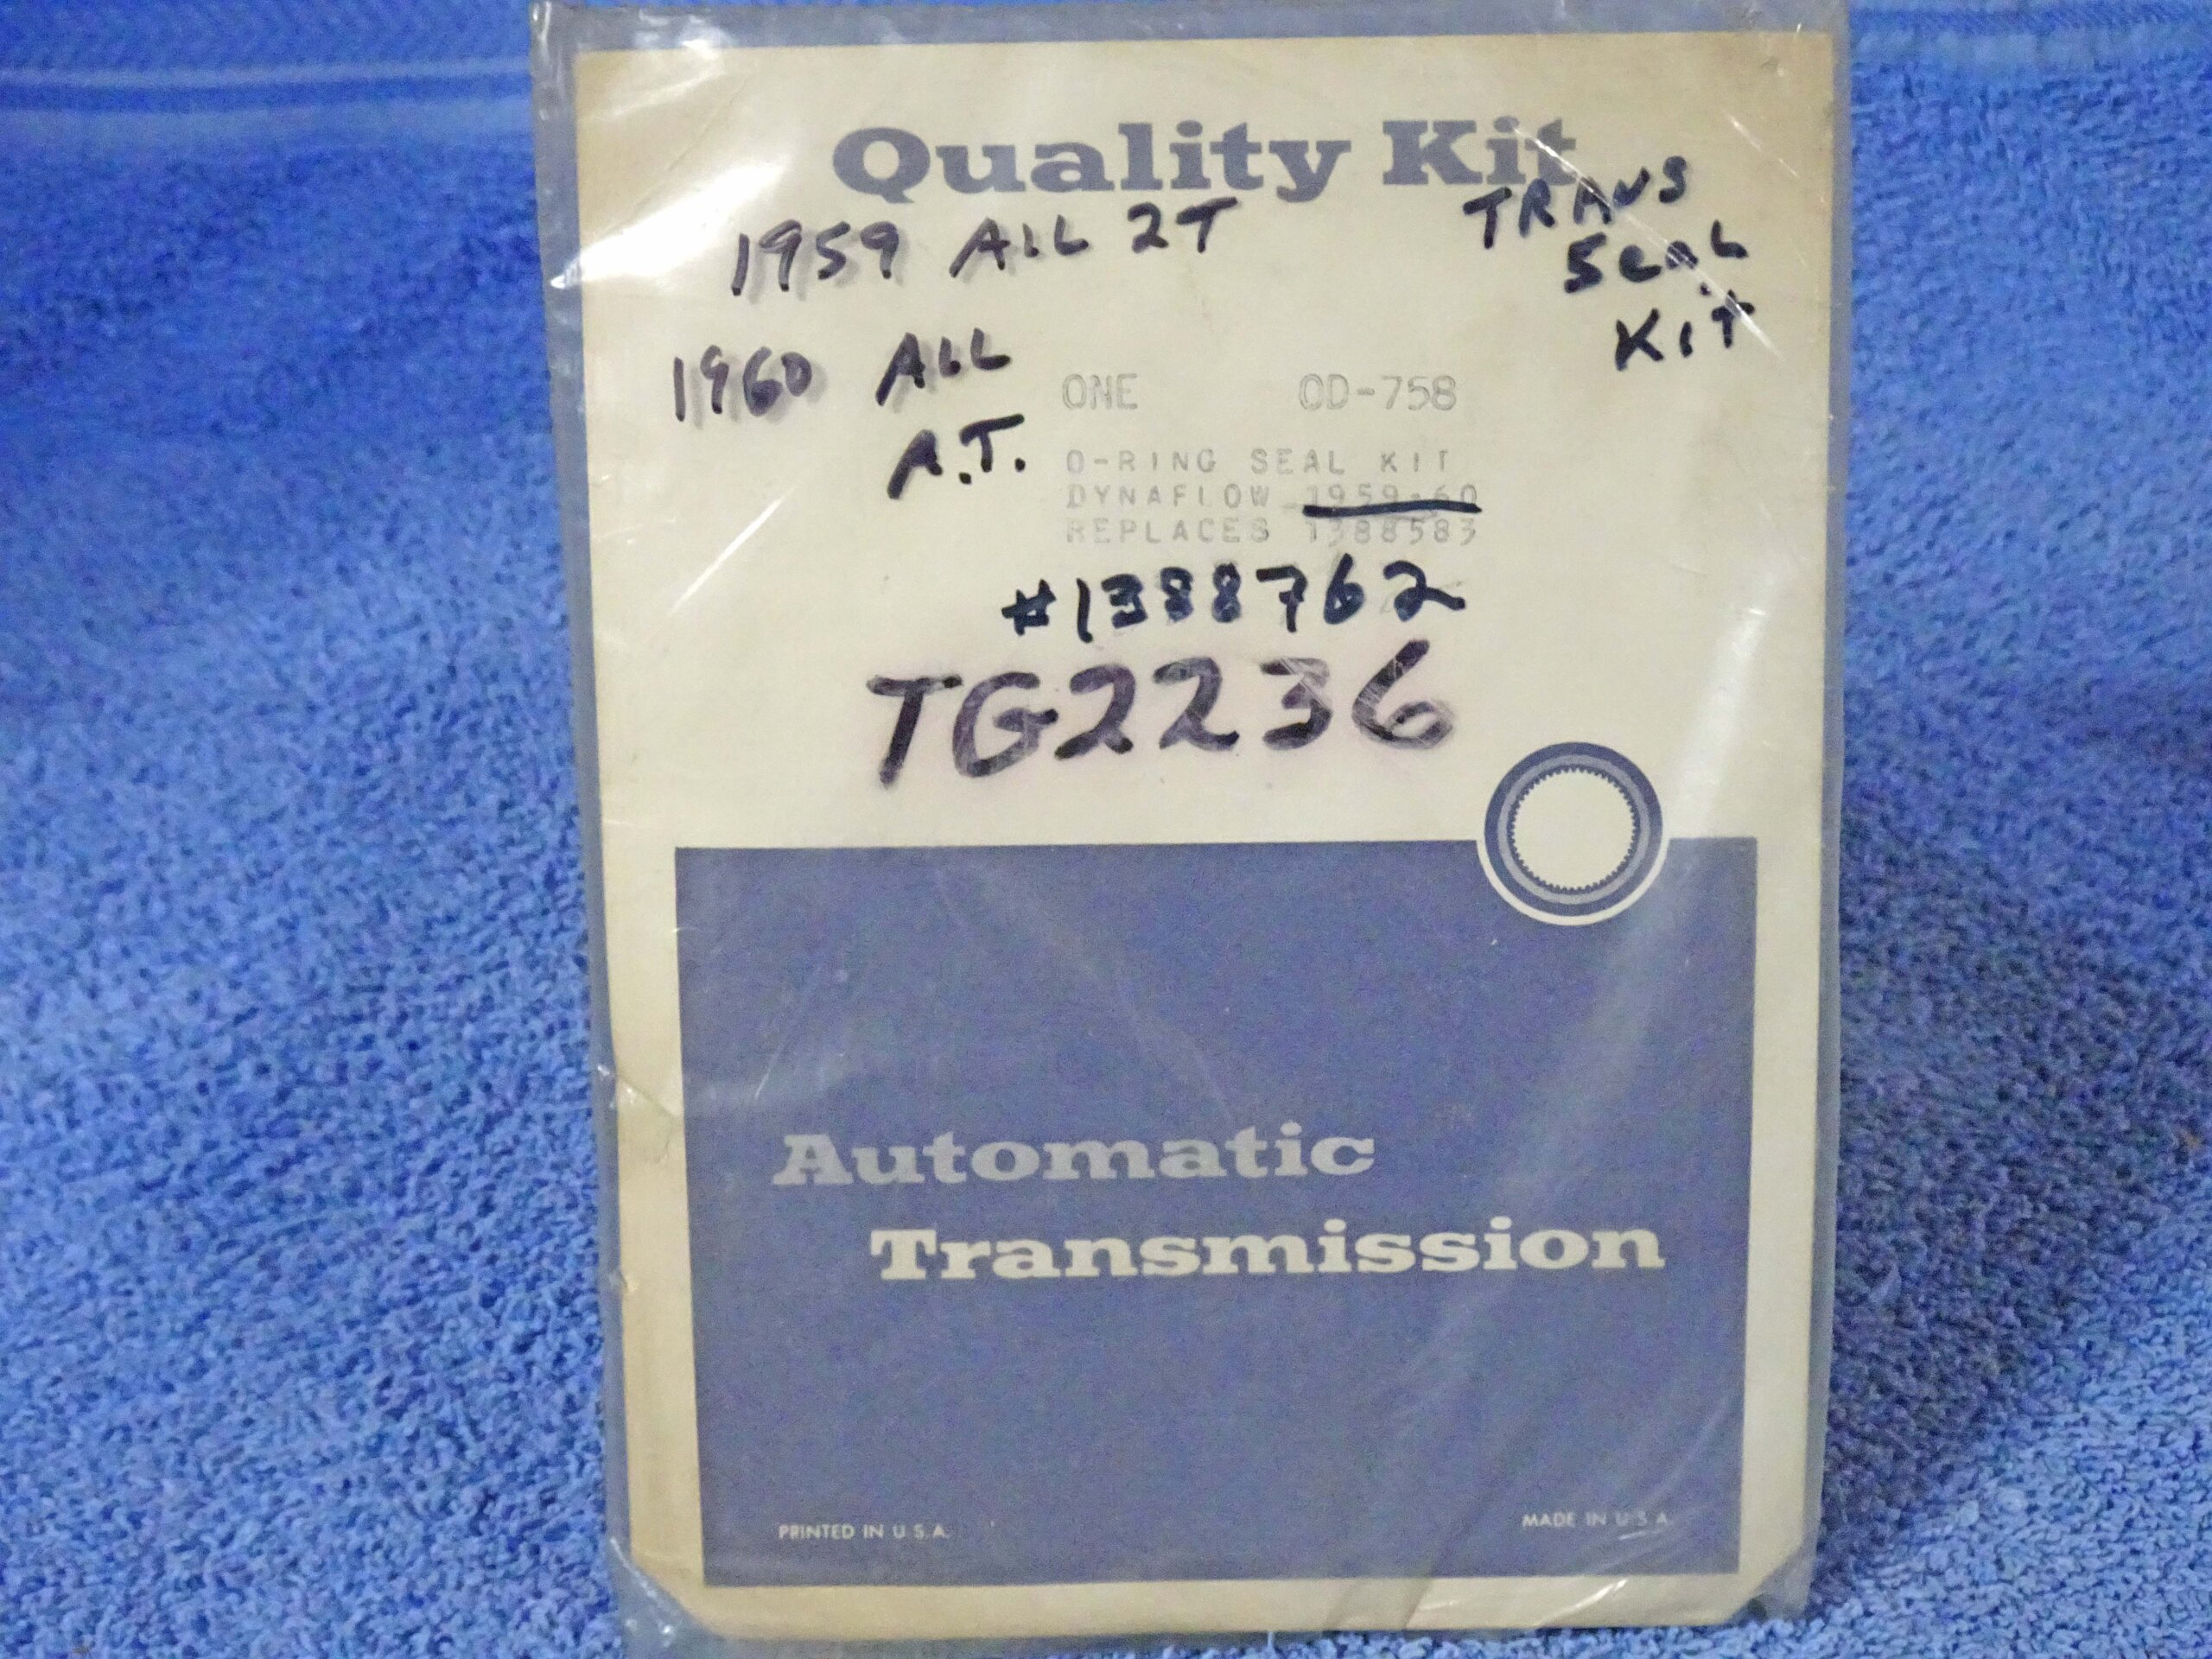 Quality Kit
1959 ALL 2T
TRANS
SeaL
KiT
1960 ALL
A.T.
ONE OD-758
O-RING SEAL KIT
DYNAFLOW 1959-60
REPLACES 1388583
#1388762
TG2236
Automatic
Transmission
PRINTED IN U.S.A.
MADE IN U.S.A.